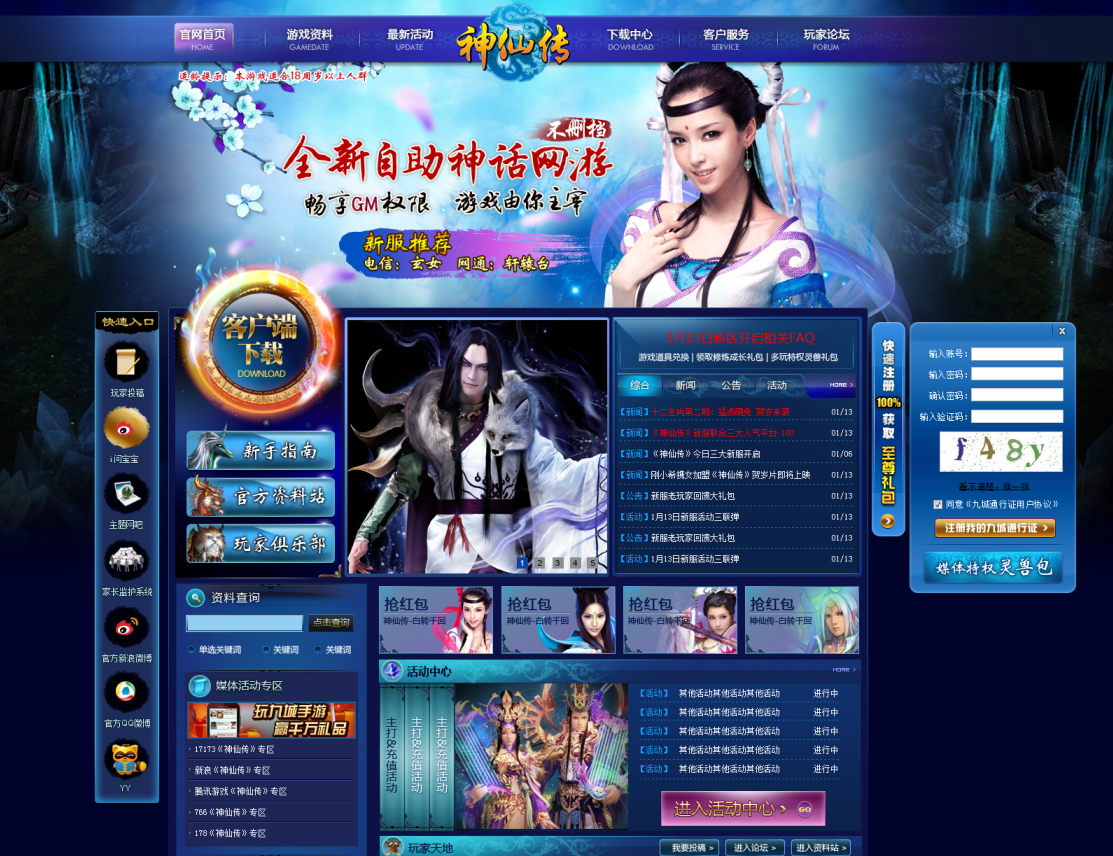 官网首页
HOME
游戏资料
GAMEDATE
最新活动
UPDATE
神仙传
下载中心
DOWNLOAD
客户服务
SERVICE
玩家论坛
FORUM
适龄提示：本游戏适合18周岁以上人群
不删档
全新自助神话网游
畅享GM权限 游戏由你主宰
新服推荐
电信：玄女 网通：轩辕台
快速入口
玩家投稿
i问宝宝
主题网吧
家长监护系统
官方新浪微博
官方QQ微博
YY
客户端
下载
DOWNLOAD
新手指南
官方资料站
玩家俱乐部
1 2 3 4 5
1月13日新区开启相关FAQ
游戏道具兑换 | 领取修炼成长礼包 | 多玩特权灵兽礼包
综合 新闻 公告 活动 MORE >
【新闻】十二生肖第二期：猛虎瑞兔 贺岁来袭 01/13
【新闻】《神仙传》新服联合三大人气平台 100 01/13
【新闻】《神仙传》今日三大新服开启 01/06
【新闻】刚小希携女加盟《神仙传》贺岁片即将上映 01/13
【公告】新服老玩家回溯大礼包 01/13
【活动】1月13日新服活动三联弹 01/13
【公告】新服老玩家回溯大礼包 01/13
【活动】1月13日新服活动三联弹 01/13
快速注册
100%
获取
至尊礼包
X
输入账号：
输入密码：
确认密码：
输入验证码：
f48y
看不清楚，换一张
同意《九城通行证用户协议》
注册我的九城通行证 >
媒体特权灵兽包
资料查询
点击查询
单选关键词 关键词 关键词
媒体活动专区
玩九城手游
赢千万礼品
· 17173《神仙传》专区
· 新浪《神仙传》专区
· 腾讯游戏《神仙传》专区
· 766《神仙传》专区
· 178《神仙传》专区
抢红包
神仙传-白转千回
抢红包
神仙传-白转千回
抢红包
神仙传-白转千回
抢红包
神仙传-白转千回
活动中心
MORE >
主打&充值活动
主打&充值活动
主打&充值活动
【活动】 其他活动其他活动其他活动 进行中
【活动】 其他活动其他活动其他活动 进行中
【活动】 其他活动其他活动其他活动 进行中
【活动】 其他活动其他活动其他活动 进行中
【活动】 其他活动其他活动其他活动 进行中
进入活动中心 > GO
玩家天地
我要投稿 >
进入论坛 >
进入资料站 >